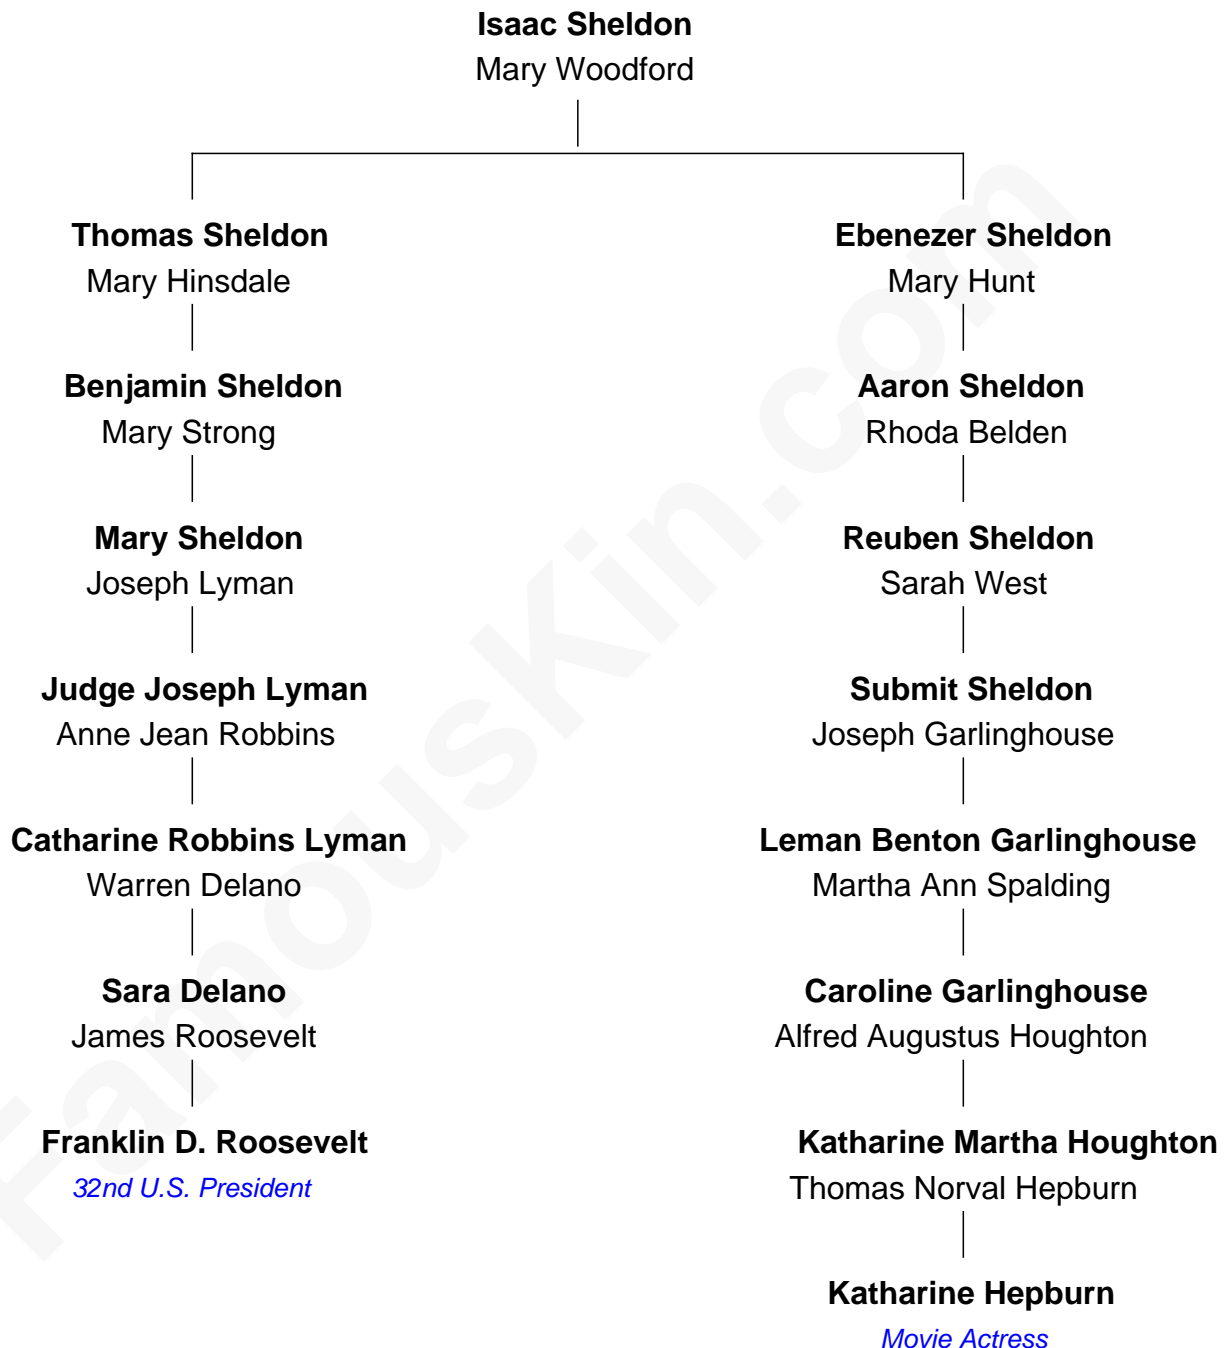 Isaac Sheldon
Mary Woodford
Thomas Sheldon
Mary Hinsdale
Benjamin Sheldon
Mary Strong
Mary Sheldon
Joseph Lyman
Judge Joseph Lyman
Anne Jean Robbins
Catharine Robbins Lyman
Warren Delano
Sara Delano
James Roosevelt
Franklin D. Roosevelt
32nd U.S. President
Ebenezer Sheldon
Mary Hunt
Aaron Sheldon
Rhoda Belden
Reuben Sheldon
Sarah West
Submit Sheldon
Joseph Garlinghouse
Leman Benton Garlinghouse
Martha Ann Spalding
Caroline Garlinghouse
Alfred Augustus Houghton
Katharine Martha Houghton
Thomas Norval Hepburn
Katharine Hepburn
Movie Actress
FamousKin.com